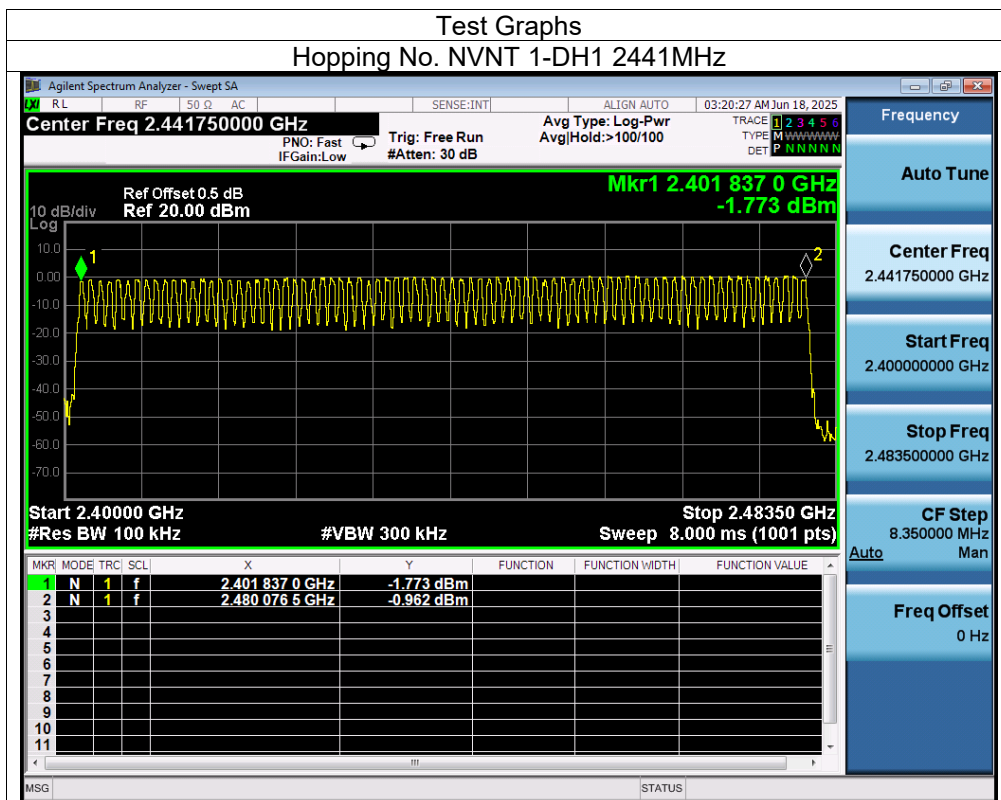 Test Graphs
Hopping No. NVNT 1-DH1 2441MHz
Agilent Spectrum Analyzer - Swept SA
LXI RL RF 50 Ω AC SENSE:INT ALIGN AUTO 03:20:27 AM Jun 18, 2025
Center Freq 2.441750000 GHz
PNO: Fast
IFGain:Low
Trig: Free Run
#Atten: 30 dB
Avg Type: Log-Pwr
Avg|Hold:>100/100
TRACE 1 2 3 4 5 6
TYPE M W W W W W
DET P N N N N N
Mkr1 2.401 837 0 GHz
-1.773 dBm
Ref Offset 0.5 dB
10 dB/div Ref 20.00 dBm
Log
10.0
0.00
-10.0
-20.0
-30.0
-40.0
-50.0
-60.0
-70.0
1
2
Start 2.40000 GHz Stop 2.48350 GHz
#Res BW 100 kHz #VBW 300 kHz Sweep 8.000 ms (1001 pts)
MKR MODE TRC SCL X Y FUNCTION FUNCTION WIDTH FUNCTION VALUE
1 N 1 f 2.401 837 0 GHz -1.773 dBm
2 N 1 f 2.480 076 5 GHz -0.962 dBm
3
4
5
6
7
8
9
10
11
MSG STATUS
Frequency
Auto Tune
Center Freq
2.441750000 GHz
Start Freq
2.400000000 GHz
Stop Freq
2.483500000 GHz
CF Step
8.350000 MHz
Auto Man
Freq Offset
0 Hz